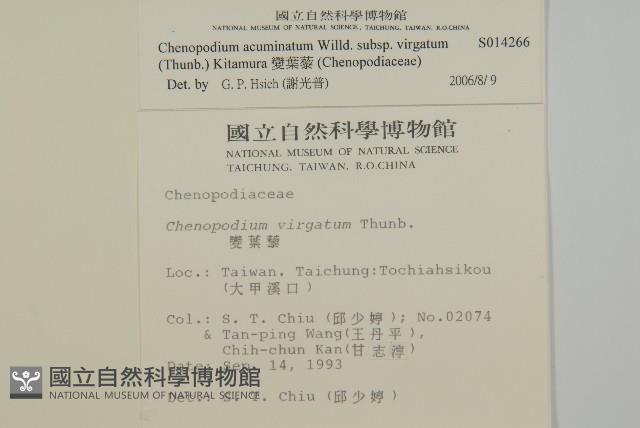 國立自然科學博物館
NATIONAL MUSEUM OF NATURAL SCIENCE, TAICHUNG, TAIWAN, R.O.CHINA
Chenopodium acuminatum Willd. subsp. virgatum S014266
(Thunb.) Kitamura 變葉藜 (Chenopodiaceae)
Det. by G. P. Hsich (謝光普) 2006/8/9
國立自然科學博物館
NATIONAL MUSEUM OF NATURAL SCIENCE
TAICHUNG, TAIWAN, R.O.CHINA
Chenopodiaceae
Chenopodium virgatum Thunb.
變葉藜
Loc.: Taiwan. Taichung:Tochiahsikou
(大甲溪口)
Col.: S. T. Chiu (邱少婷); No.02074
& Tan-ping Wang(王丹平),
Chih-chun Kan(甘志淳)
Date: Sep. 14, 1993
Det.: S. T. Chiu (邱少婷)
國立自然科學博物館
NATIONAL MUSEUM OF NATURAL SCIENCE